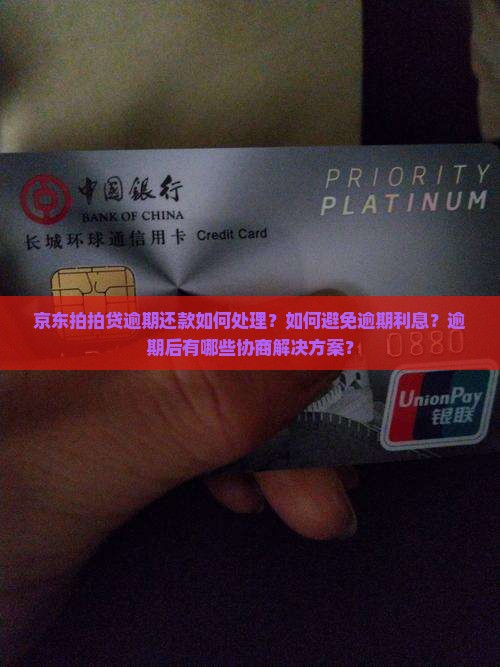 PRIORITY
PLATINUM
中国银行
BANK OF CHINA
长城环球通信用卡 Credit Card
京东拍拍贷逾期还款如何处理？如何避免逾期利息？逾
期后有哪些协商解决方案？
0880
UnionPay
银联